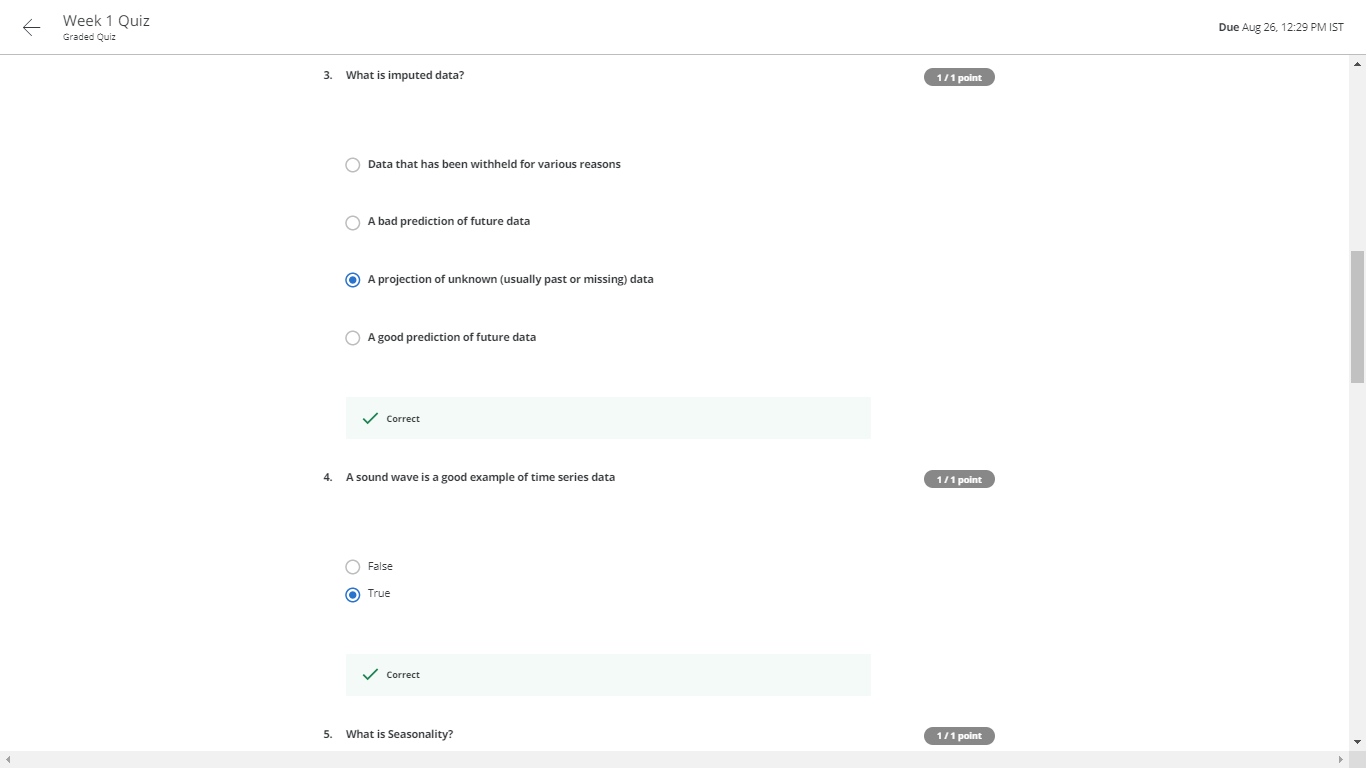 Week 1 Quiz
Graded Quiz
Due Aug 26, 12:29 PM IST
3. What is imputed data?
1 / 1 point
Data that has been withheld for various reasons
A bad prediction of future data
A projection of unknown (usually past or missing) data
A good prediction of future data
Correct
4. A sound wave is a good example of time series data
1 / 1 point
False
True
Correct
5. What is Seasonality?
1 / 1 point